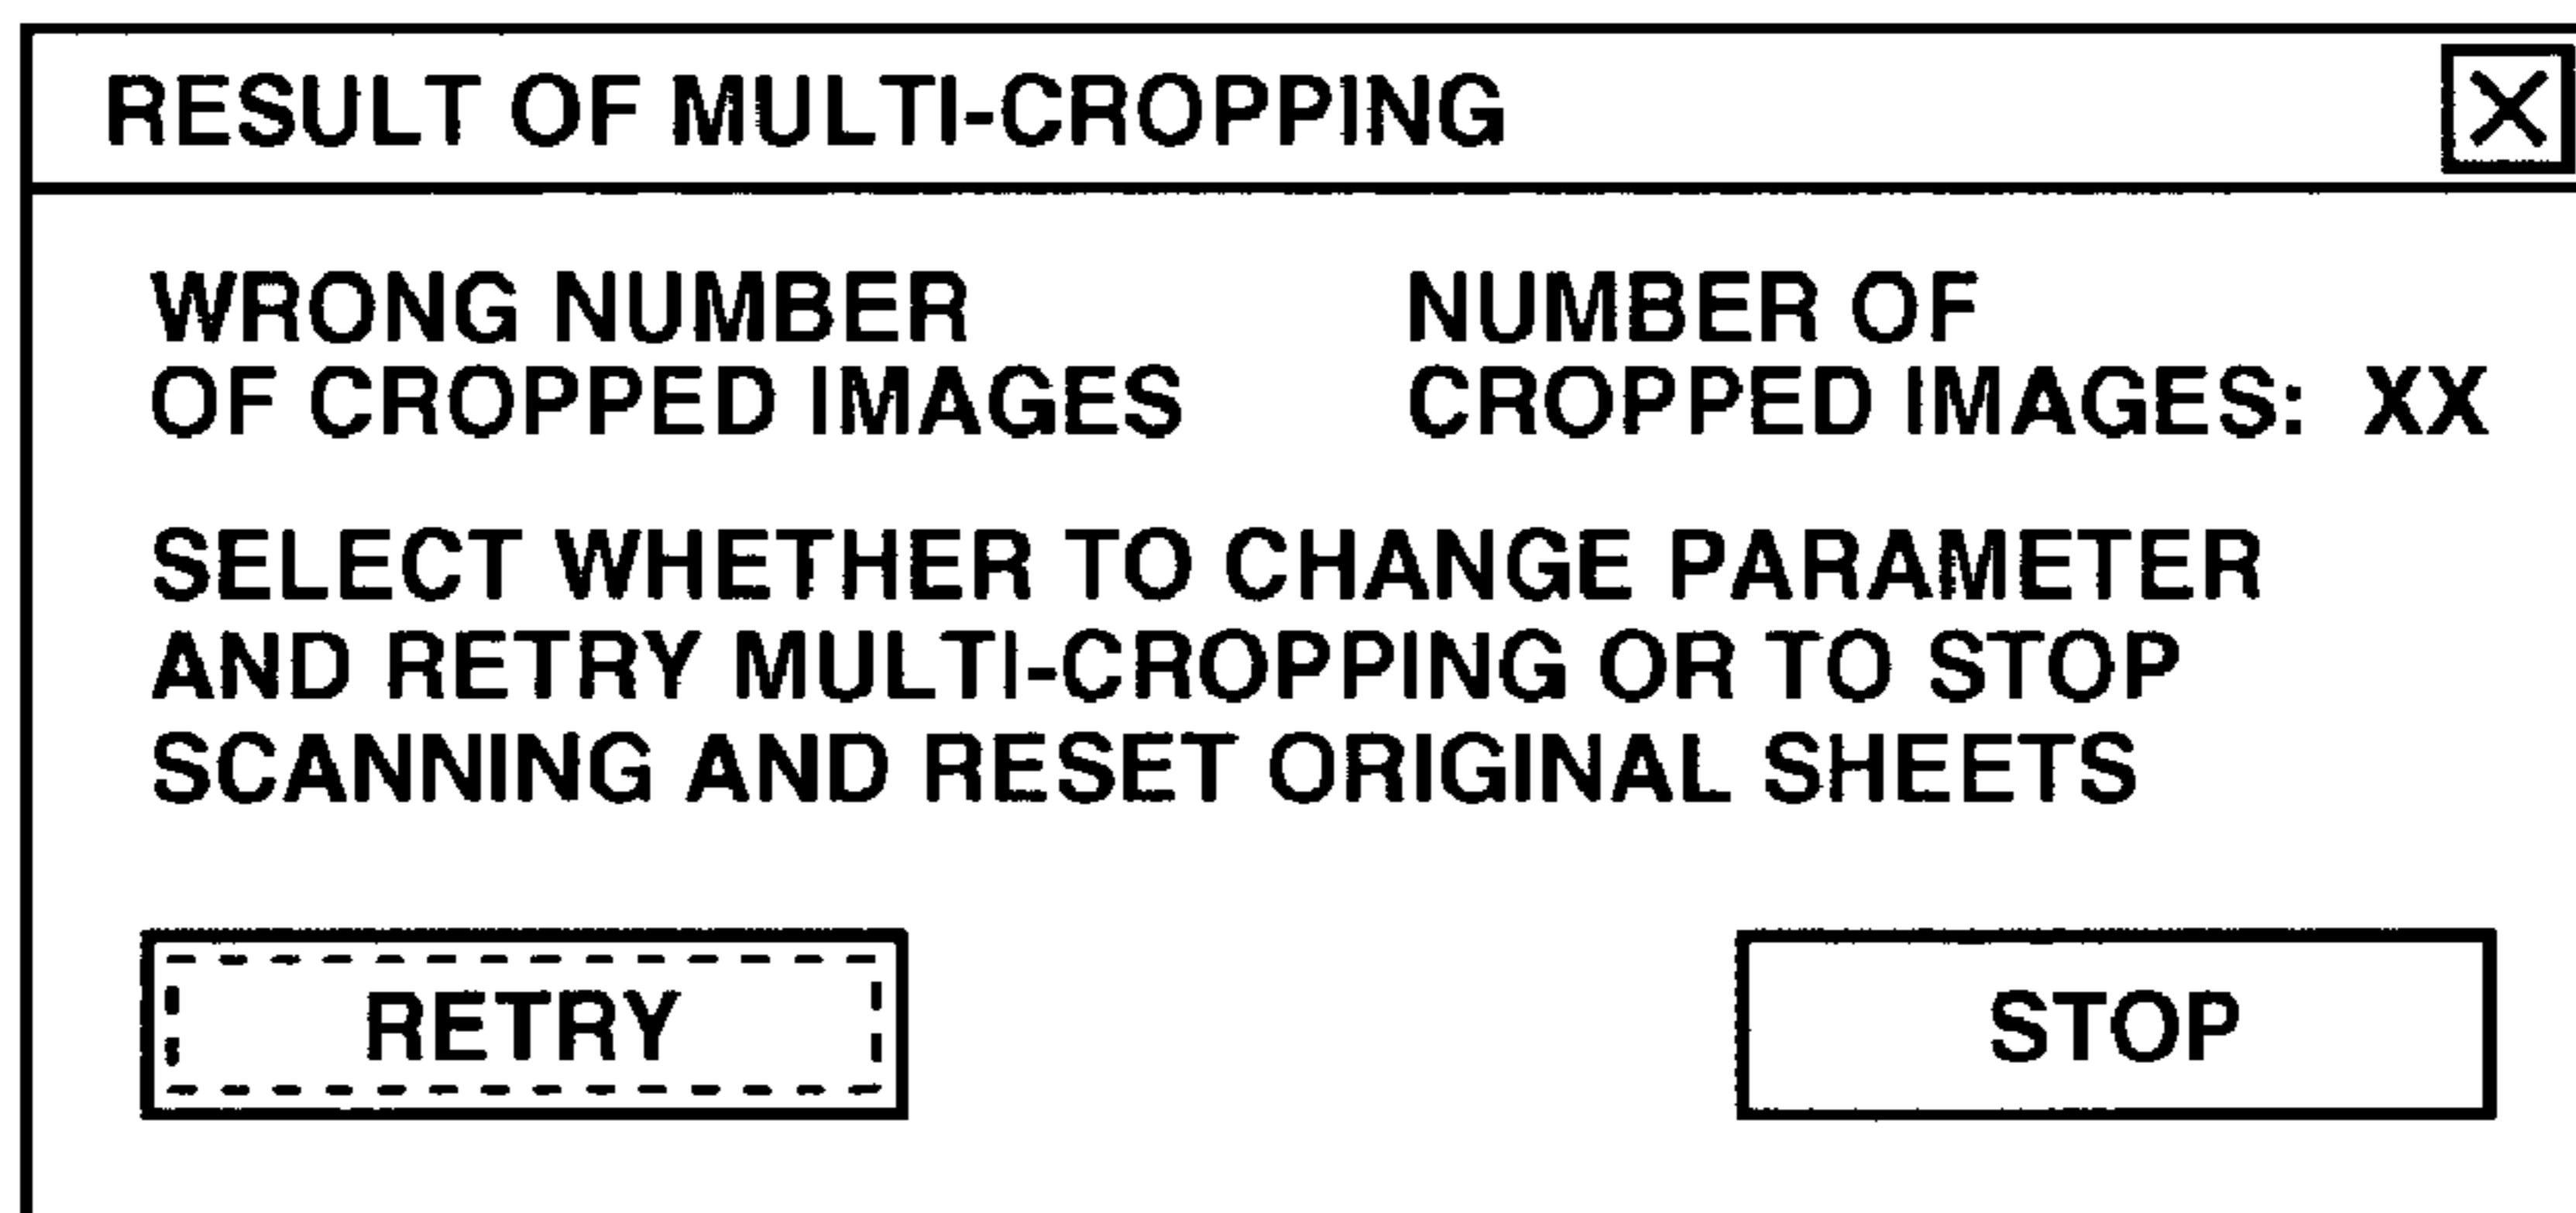 RESULT OF MULTI-CROPPING
WRONG NUMBER
OF CROPPED IMAGES
NUMBER OF
CROPPED IMAGES: XX
SELECT WHETHER TO CHANGE PARAMETER
AND RETRY MULTI-CROPPING OR TO STOP
SCANNING AND RESET ORIGINAL SHEETS
RETRY
STOP